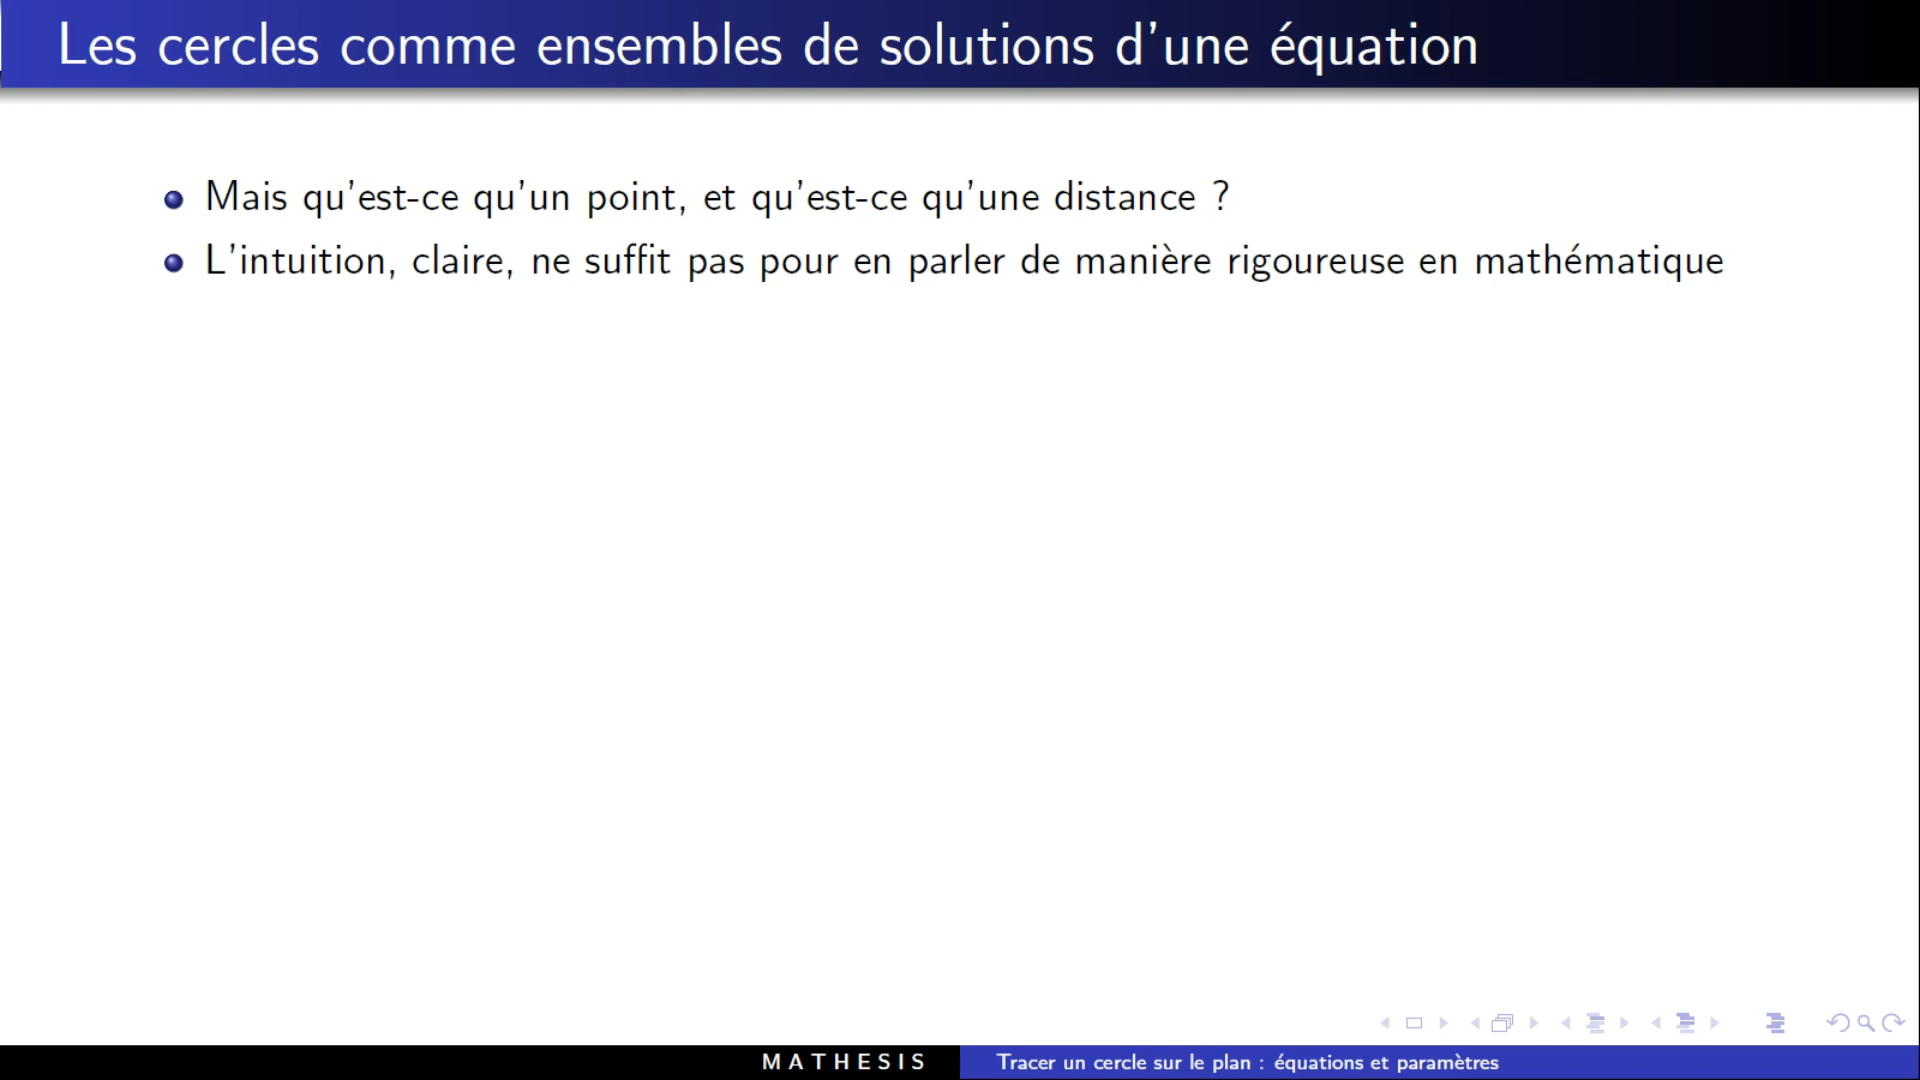 Les cercles comme ensembles de solutions d'une équation
Mais qu'est-ce qu'un point, et qu'est-ce qu'une distance ?
L'intuition, claire, ne suffit pas pour en parler de manière rigoureuse en mathématique
MATHESIS
Tracer un cercle sur le plan : équations et paramètres